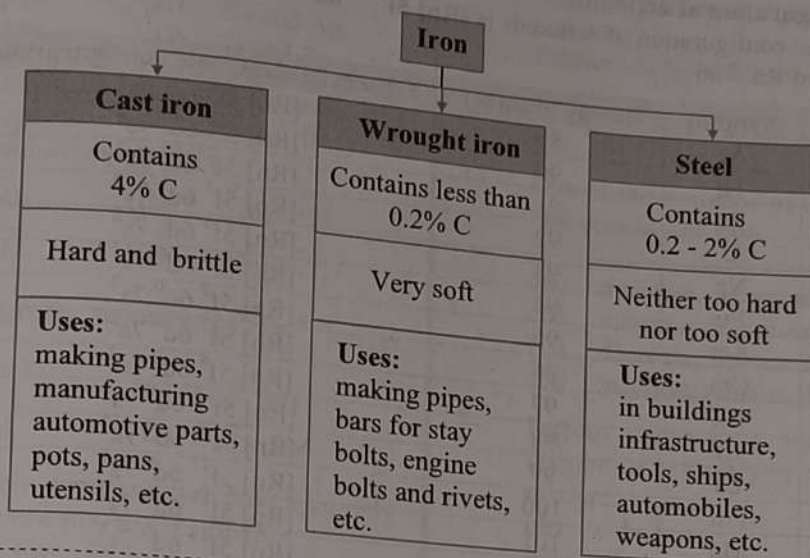 Iron
Cast iron
Contains
4% C
Hard and brittle
Uses:
making pipes,
manufacturing
automotive parts,
pots, pans,
utensils, etc.
Wrought iron
Contains less than
0.2% C
Very soft
Uses:
making pipes,
bars for stay
bolts, engine
bolts and rivets,
etc.
Steel
Contains
0.2 - 2% C
Neither too hard
nor too soft
Uses:
in buildings
infrastructure,
tools, ships,
automobiles,
weapons, etc.